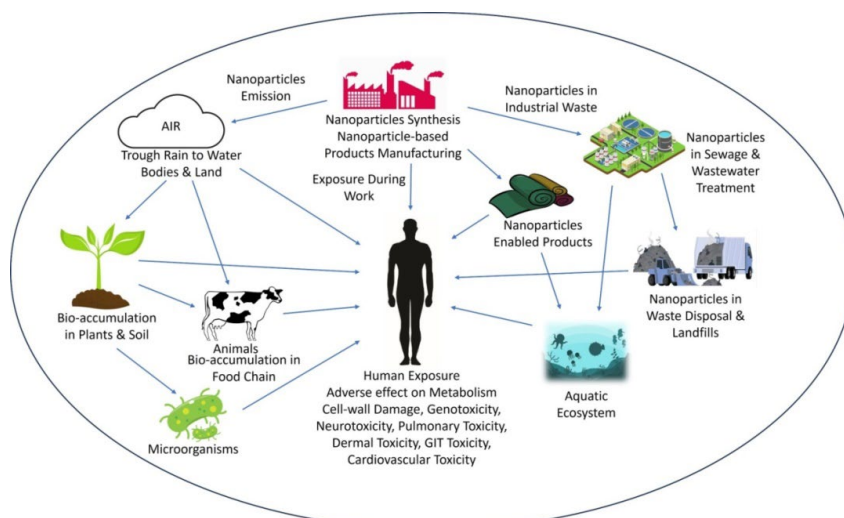 Nanoparticles
Emission
AIR
Trough Rain to Water
Bodies & Land
Nanoparticles Synthesis
Nanoparticle-based
Products Manufacturing
Exposure During
Work
Nanoparticles in
Industrial Waste
Nanoparticles
in Sewage &
Wastewater
Treatment
Nanoparticles
Enabled Products
Nanoparticles in
Waste Disposal &
Landfills
Bio-accumulation
in Plants & Soil
Animals
Bio-accumulation in
Food Chain
Microorganisms
Human Exposure
Adverse effect on Metabolism
Cell-wall Damage, Genotoxicity,
Neurotoxicity, Pulmonary Toxicity,
Dermal Toxicity, GIT Toxicity,
Cardiovascular Toxicity
Aquatic
Ecosystem